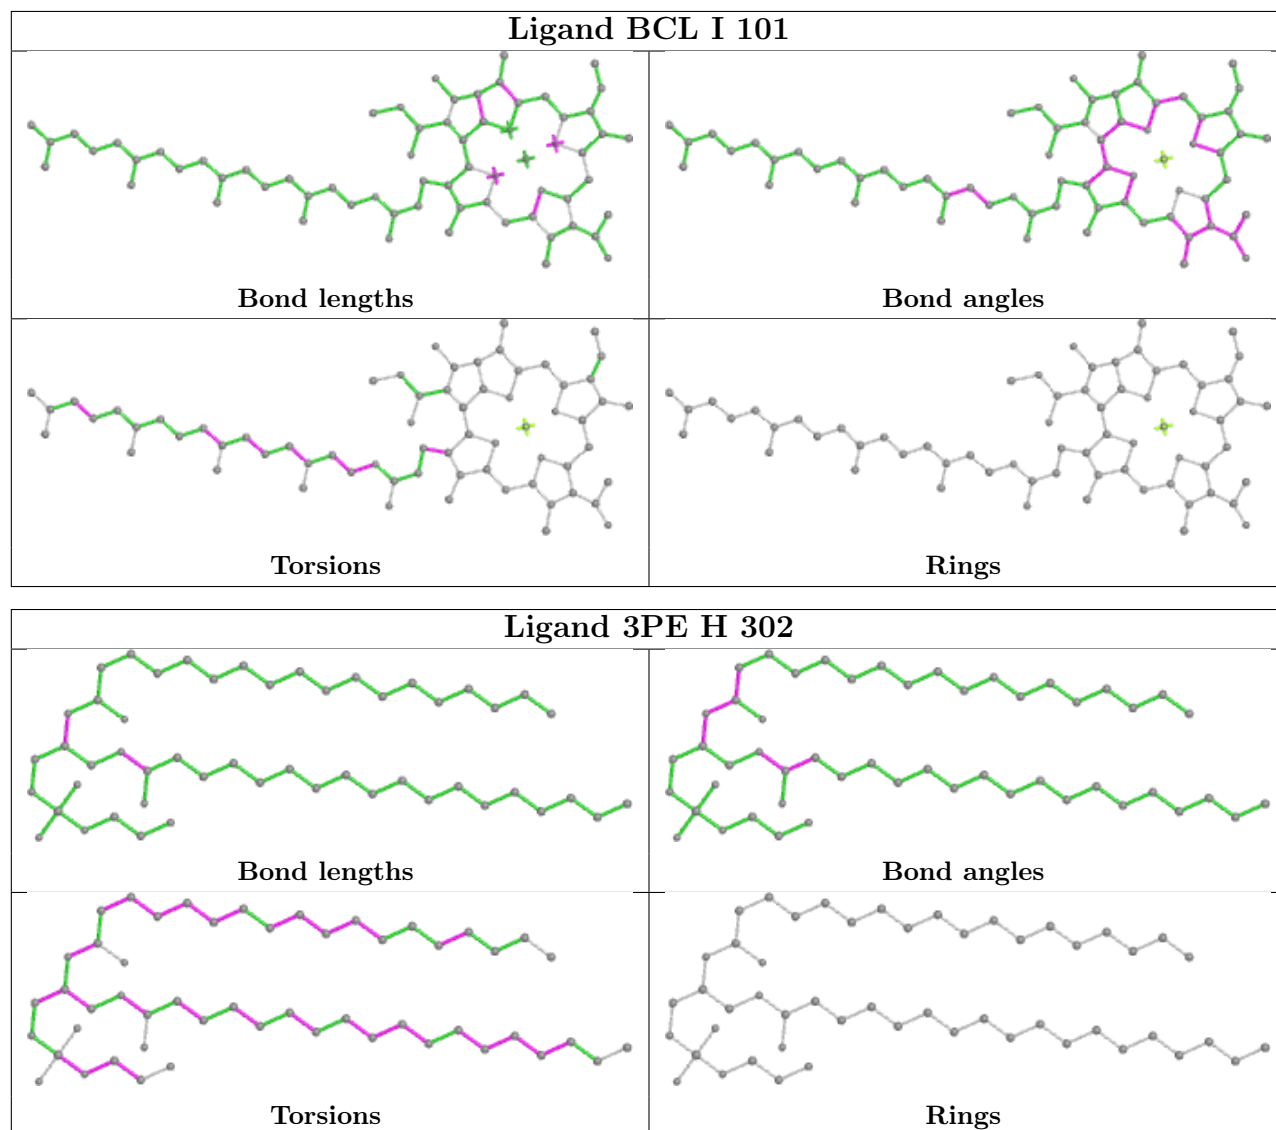 Ligand BCL I 101
Bond lengths
Bond angles
Torsions
Rings
Ligand 3PE H 302
Bond lengths
Bond angles
Torsions
Rings